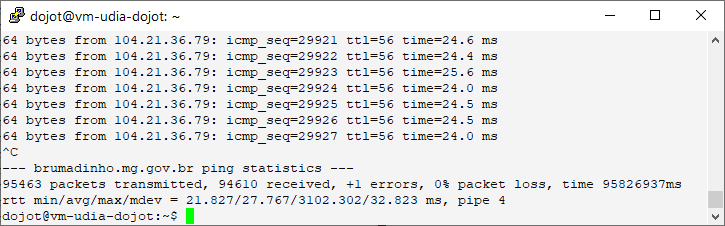 dojot@vm-udia-dojot: ~
64 bytes from 104.21.36.79: icmp_seq=29921 ttl=56 time=24.6 ms
64 bytes from 104.21.36.79: icmp_seq=29922 ttl=56 time=24.4 ms
64 bytes from 104.21.36.79: icmp_seq=29923 ttl=56 time=25.6 ms
64 bytes from 104.21.36.79: icmp_seq=29924 ttl=56 time=24.0 ms
64 bytes from 104.21.36.79: icmp_seq=29925 ttl=56 time=24.5 ms
64 bytes from 104.21.36.79: icmp_seq=29926 ttl=56 time=24.5 ms
64 bytes from 104.21.36.79: icmp_seq=29927 ttl=56 time=24.0 ms
^C
--- brumadinho.mg.gov.br ping statistics ---
95463 packets transmitted, 94610 received, +1 errors, 0% packet loss, time 95826937ms
rtt min/avg/max/mdev = 21.827/27.767/3102.302/32.823 ms, pipe 4
dojot@vm-udia-dojot:~$